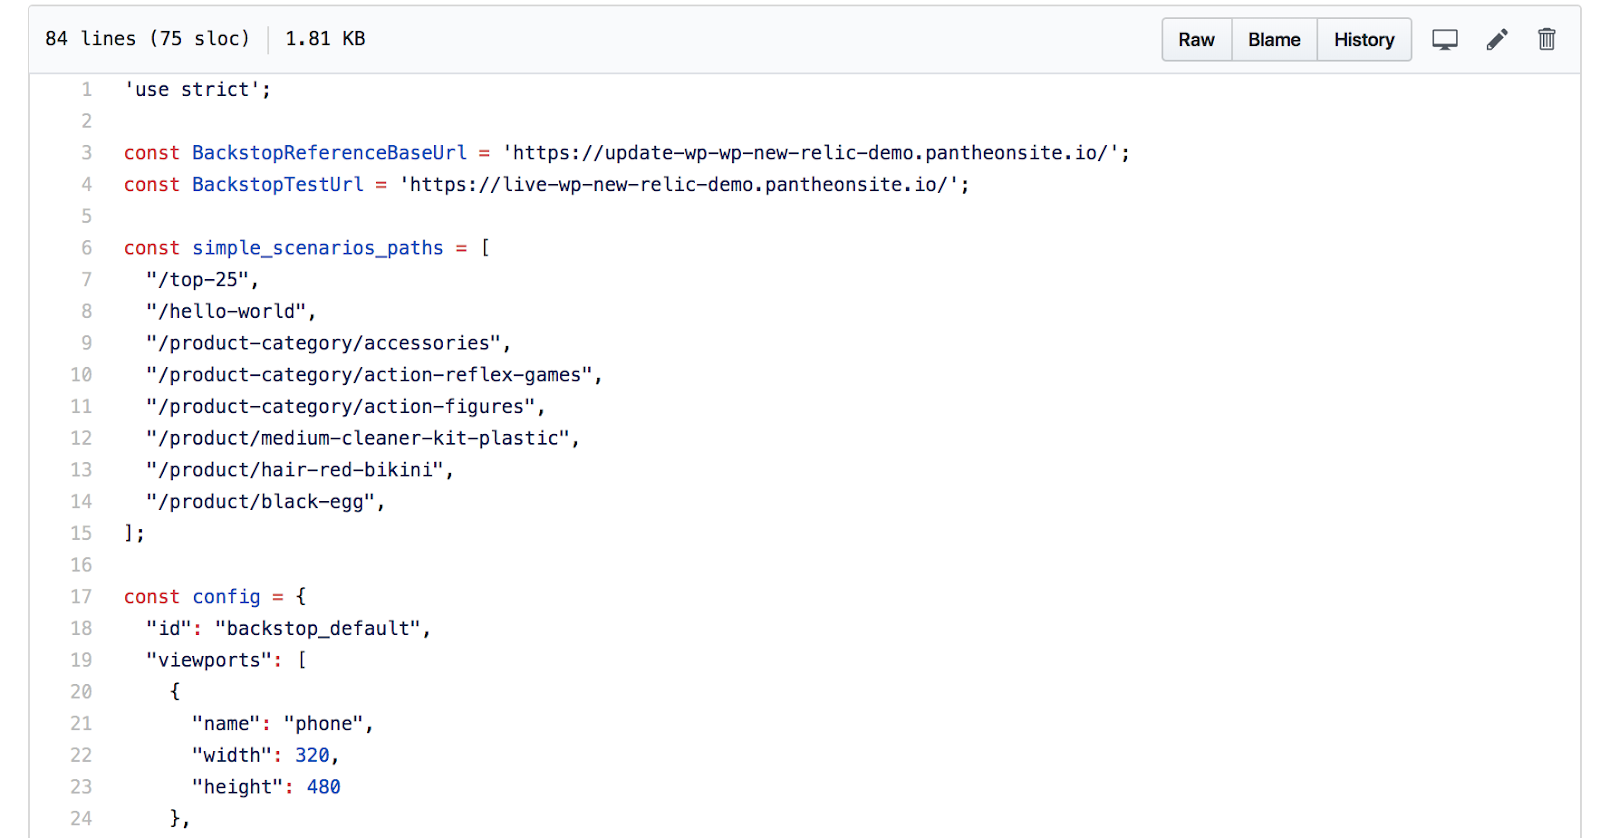 84 lines (75 sloc) 1.81 KB Raw Blame History
1 'use strict';
2
3 const BackstopReferenceBaseUrl = 'https://update-wp-wp-new-relic-demo.pantheonsite.io/';
4 const BackstopTestUrl = 'https://live-wp-new-relic-demo.pantheonsite.io/';
5
6 const simple_scenarios_paths = [
7   "/top-25",
8   "/hello-world",
9   "/product-category/accessories",
10   "/product-category/action-reflex-games",
11   "/product-category/action-figures",
12   "/product/medium-cleaner-kit-plastic",
13   "/product/hair-red-bikini",
14   "/product/black-egg",
15 ];
16
17 const config = {
18   "id": "backstop_default",
19   "viewports": [
20     {
21       "name": "phone",
22       "width": 320,
23       "height": 480
24     },